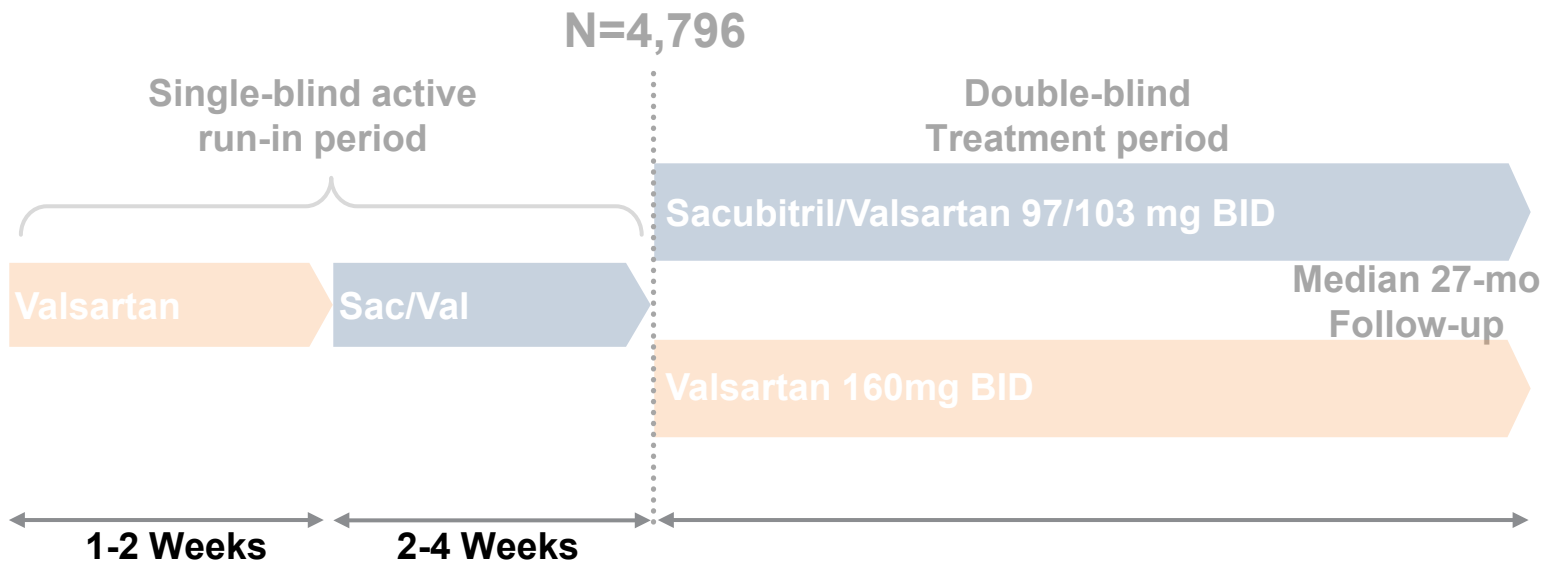 N=4,796
Single-blind active
run-in period
Double-blind
Treatment period
Sacubitril/Valsartan 97/103 mg BID
Valsartan
Sac/Val
Median 27-mo
Follow-up
Valsartan 160mg BID
1-2 Weeks
2-4 Weeks